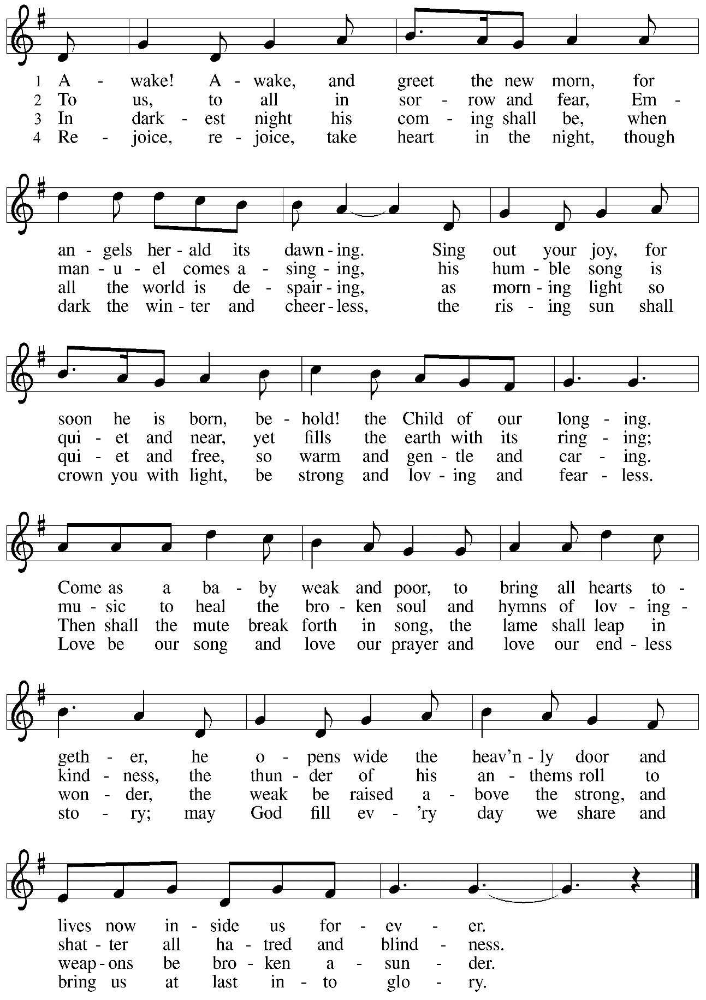 1 A - wake! A - wake, and greet the new morn, for
2 To us, to all in sor - row and fear, Em -
3 In dark - est night his com - ing shall be, when
4 Re - joice, re - joice, take heart in the night, though
an - gels her - ald its dawn - ing. Sing out your joy, for
man - u - el comes a - sing - ing, his hum - ble song is
all the world is de - spair - ing, as morn - ing light so
dark the win - ter and cheer - less, the ris - ing sun shall
soon he is born, be - hold! the Child of our long - ing.
qui - et and near, yet fills the earth with its ring - ing;
qui - et and free, so warm and gen - tle and car - ing.
crown you with light, be strong and lov - ing and fear - less.
Come as a ba - by weak and poor, to bring all hearts to -
mu - sic to heal the bro - ken soul and hymns of lov - ing -
Then shall the mute break forth in song, the lame shall leap in
Love be our song and love our prayer and love our end - less
geth - er, he o - pens wide the heav'n - ly door and
kind - ness, the thun - der of his an - thems roll to
won - der, the weak be raised a - bove the strong, and
sto - ry; may God fill ev - 'ry day we share and
lives now in - side us for - ev - er.
shat - ter all ha - tred and blind - ness.
weap - ons be bro - ken a - sun - der.
bring us at last in - to glo - ry.